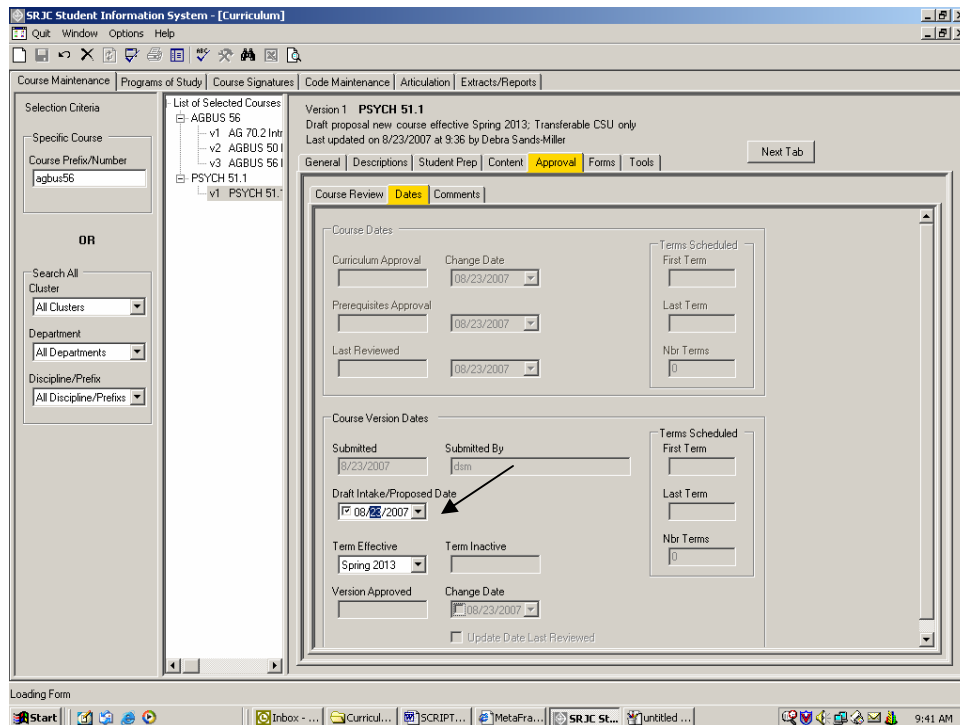 SRJC Student Information System - [Curriculum]
Quit Window Options Help
Course Maintenance Programs of Study Course Signatures Code Maintenance Articulation Extracts/Reports
Selection Criteria
Specific Course
Course Prefix/Number
agbus56
OR
Search All
Cluster
All Clusters
Department
All Departments
Discipline/Prefix
All Discipline/Prefixs
List of Selected Courses
AGBUS 56
v1 AG 70.2 Intr
v2 AGBUS 50
v3 AGBUS 56
PSYCH 51.1
v1 PSYCH 51.1
Version 1 PSYCH 51.1
Draft proposal new course effective Spring 2013; Transferable CSU only
Last updated on 8/23/2007 at 9:36 by Debra Sands-Miller
Next Tab
General Descriptions Student Prep Content Approval Forms Tools
Course Review Dates Comments
Course Dates
Curriculum Approval Change Date
08/23/2007
Prerequisites Approval
08/23/2007
Last Reviewed
08/23/2007
Terms Scheduled
First Term
Last Term
Nbr Terms
0
Course Version Dates
Submitted Submitted By
8/23/2007 dsm
Draft Intake/Proposed Date
08/23/2007
Term Effective Term Inactive
Spring 2013
Version Approved Change Date
08/23/2007
Update Date Last Reviewed
Terms Scheduled
First Term
Last Term
Nbr Terms
0
Loading Form
Start Inbox - ... Curricul... SCRIPT... MetaFra... SRJC St... untitled ... 9:41 AM